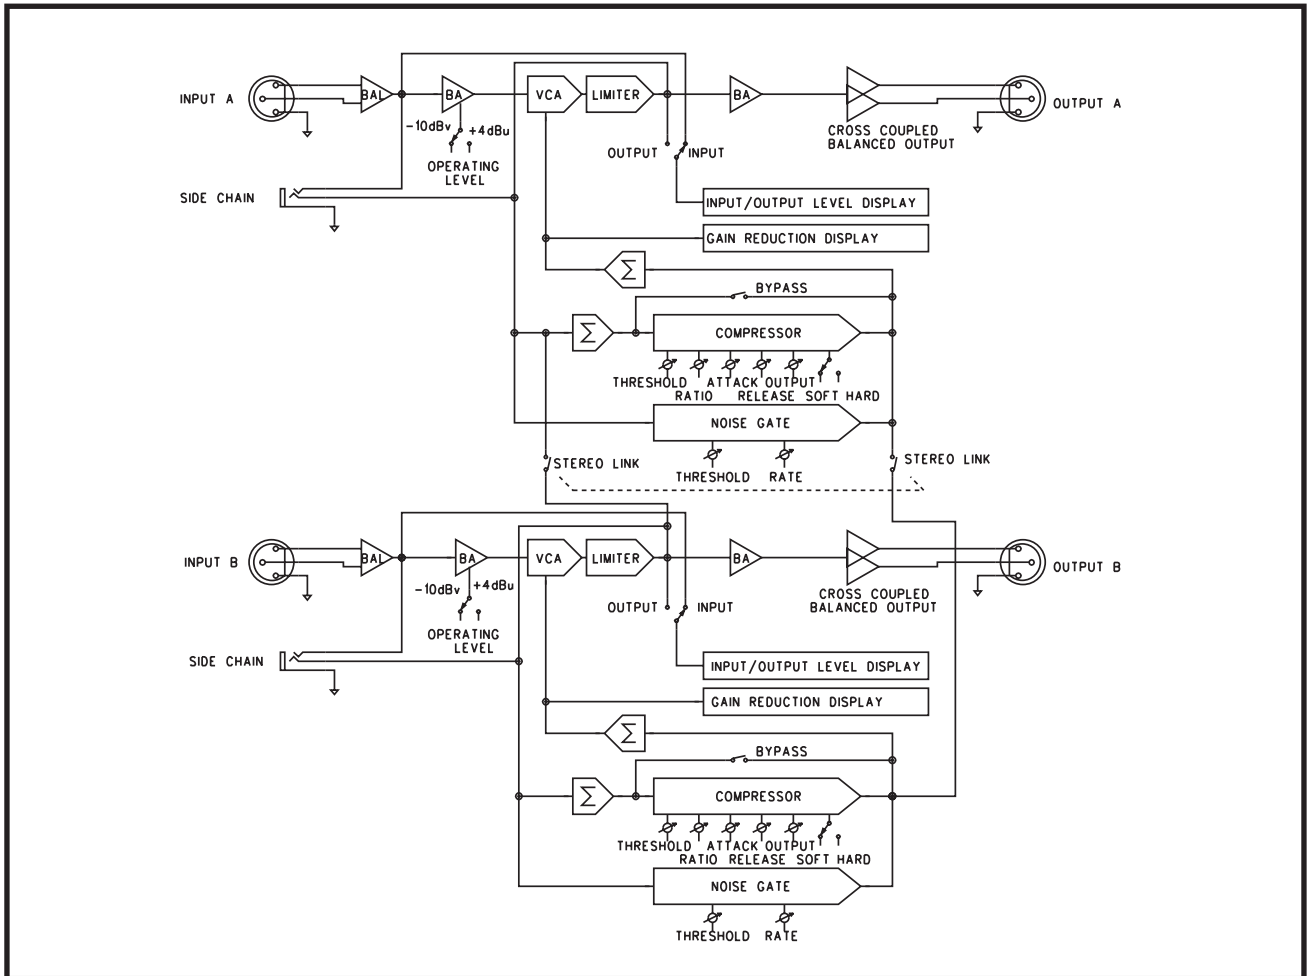 INPUT A
BAL
BA
VCA
LIMITER
BA
OUTPUT A
-10dBv
+4dBu
CROSS COUPLED
BALANCED OUTPUT
OPERATING
LEVEL
OUTPUT
INPUT
SIDE CHAIN
INPUT/OUTPUT LEVEL DISPLAY
GAIN REDUCTION DISPLAY
Σ
BYPASS
Σ
COMPRESSOR
THRESHOLD ATTACK OUTPUT
RATIO RELEASE SOFT HARD
NOISE GATE
THRESHOLD RATE
STEREO LINK
STEREO LINK
INPUT B
BAL
BA
VCA
LIMITER
BA
OUTPUT B
-10dBv
+4dBu
CROSS COUPLED
BALANCED OUTPUT
OPERATING
LEVEL
OUTPUT
INPUT
SIDE CHAIN
INPUT/OUTPUT LEVEL DISPLAY
GAIN REDUCTION DISPLAY
Σ
BYPASS
Σ
COMPRESSOR
THRESHOLD ATTACK OUTPUT
RATIO RELEASE SOFT HARD
NOISE GATE
THRESHOLD RATE